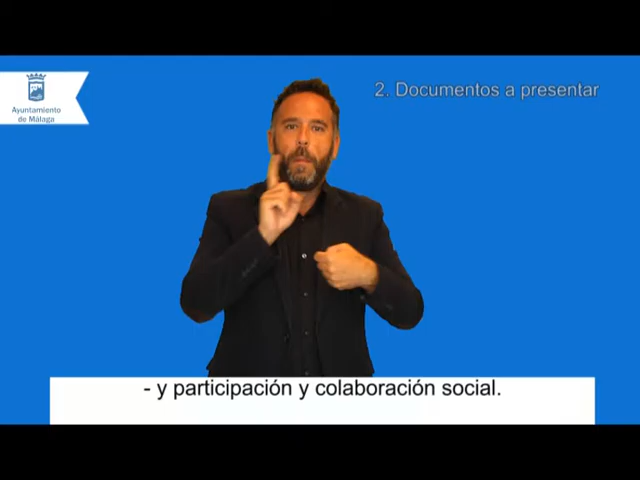 Ayuntamiento
de Málaga
2. Documentos a presentar
- y participación y colaboración social.